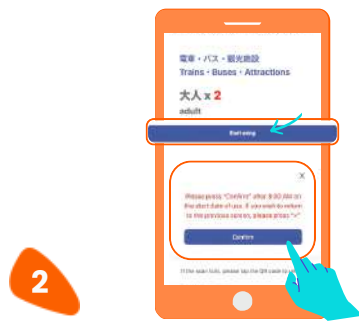 電車・バス・観光施設
Trains・Buses・Attractions
大人 x 2
adult
Start using
×
Please press "Confirm" after 9:00 AM on
the start date of use. If you wish to return
to the previous screen, please press "×"
Confirm
If the scan fails, please tap the QR code to
2